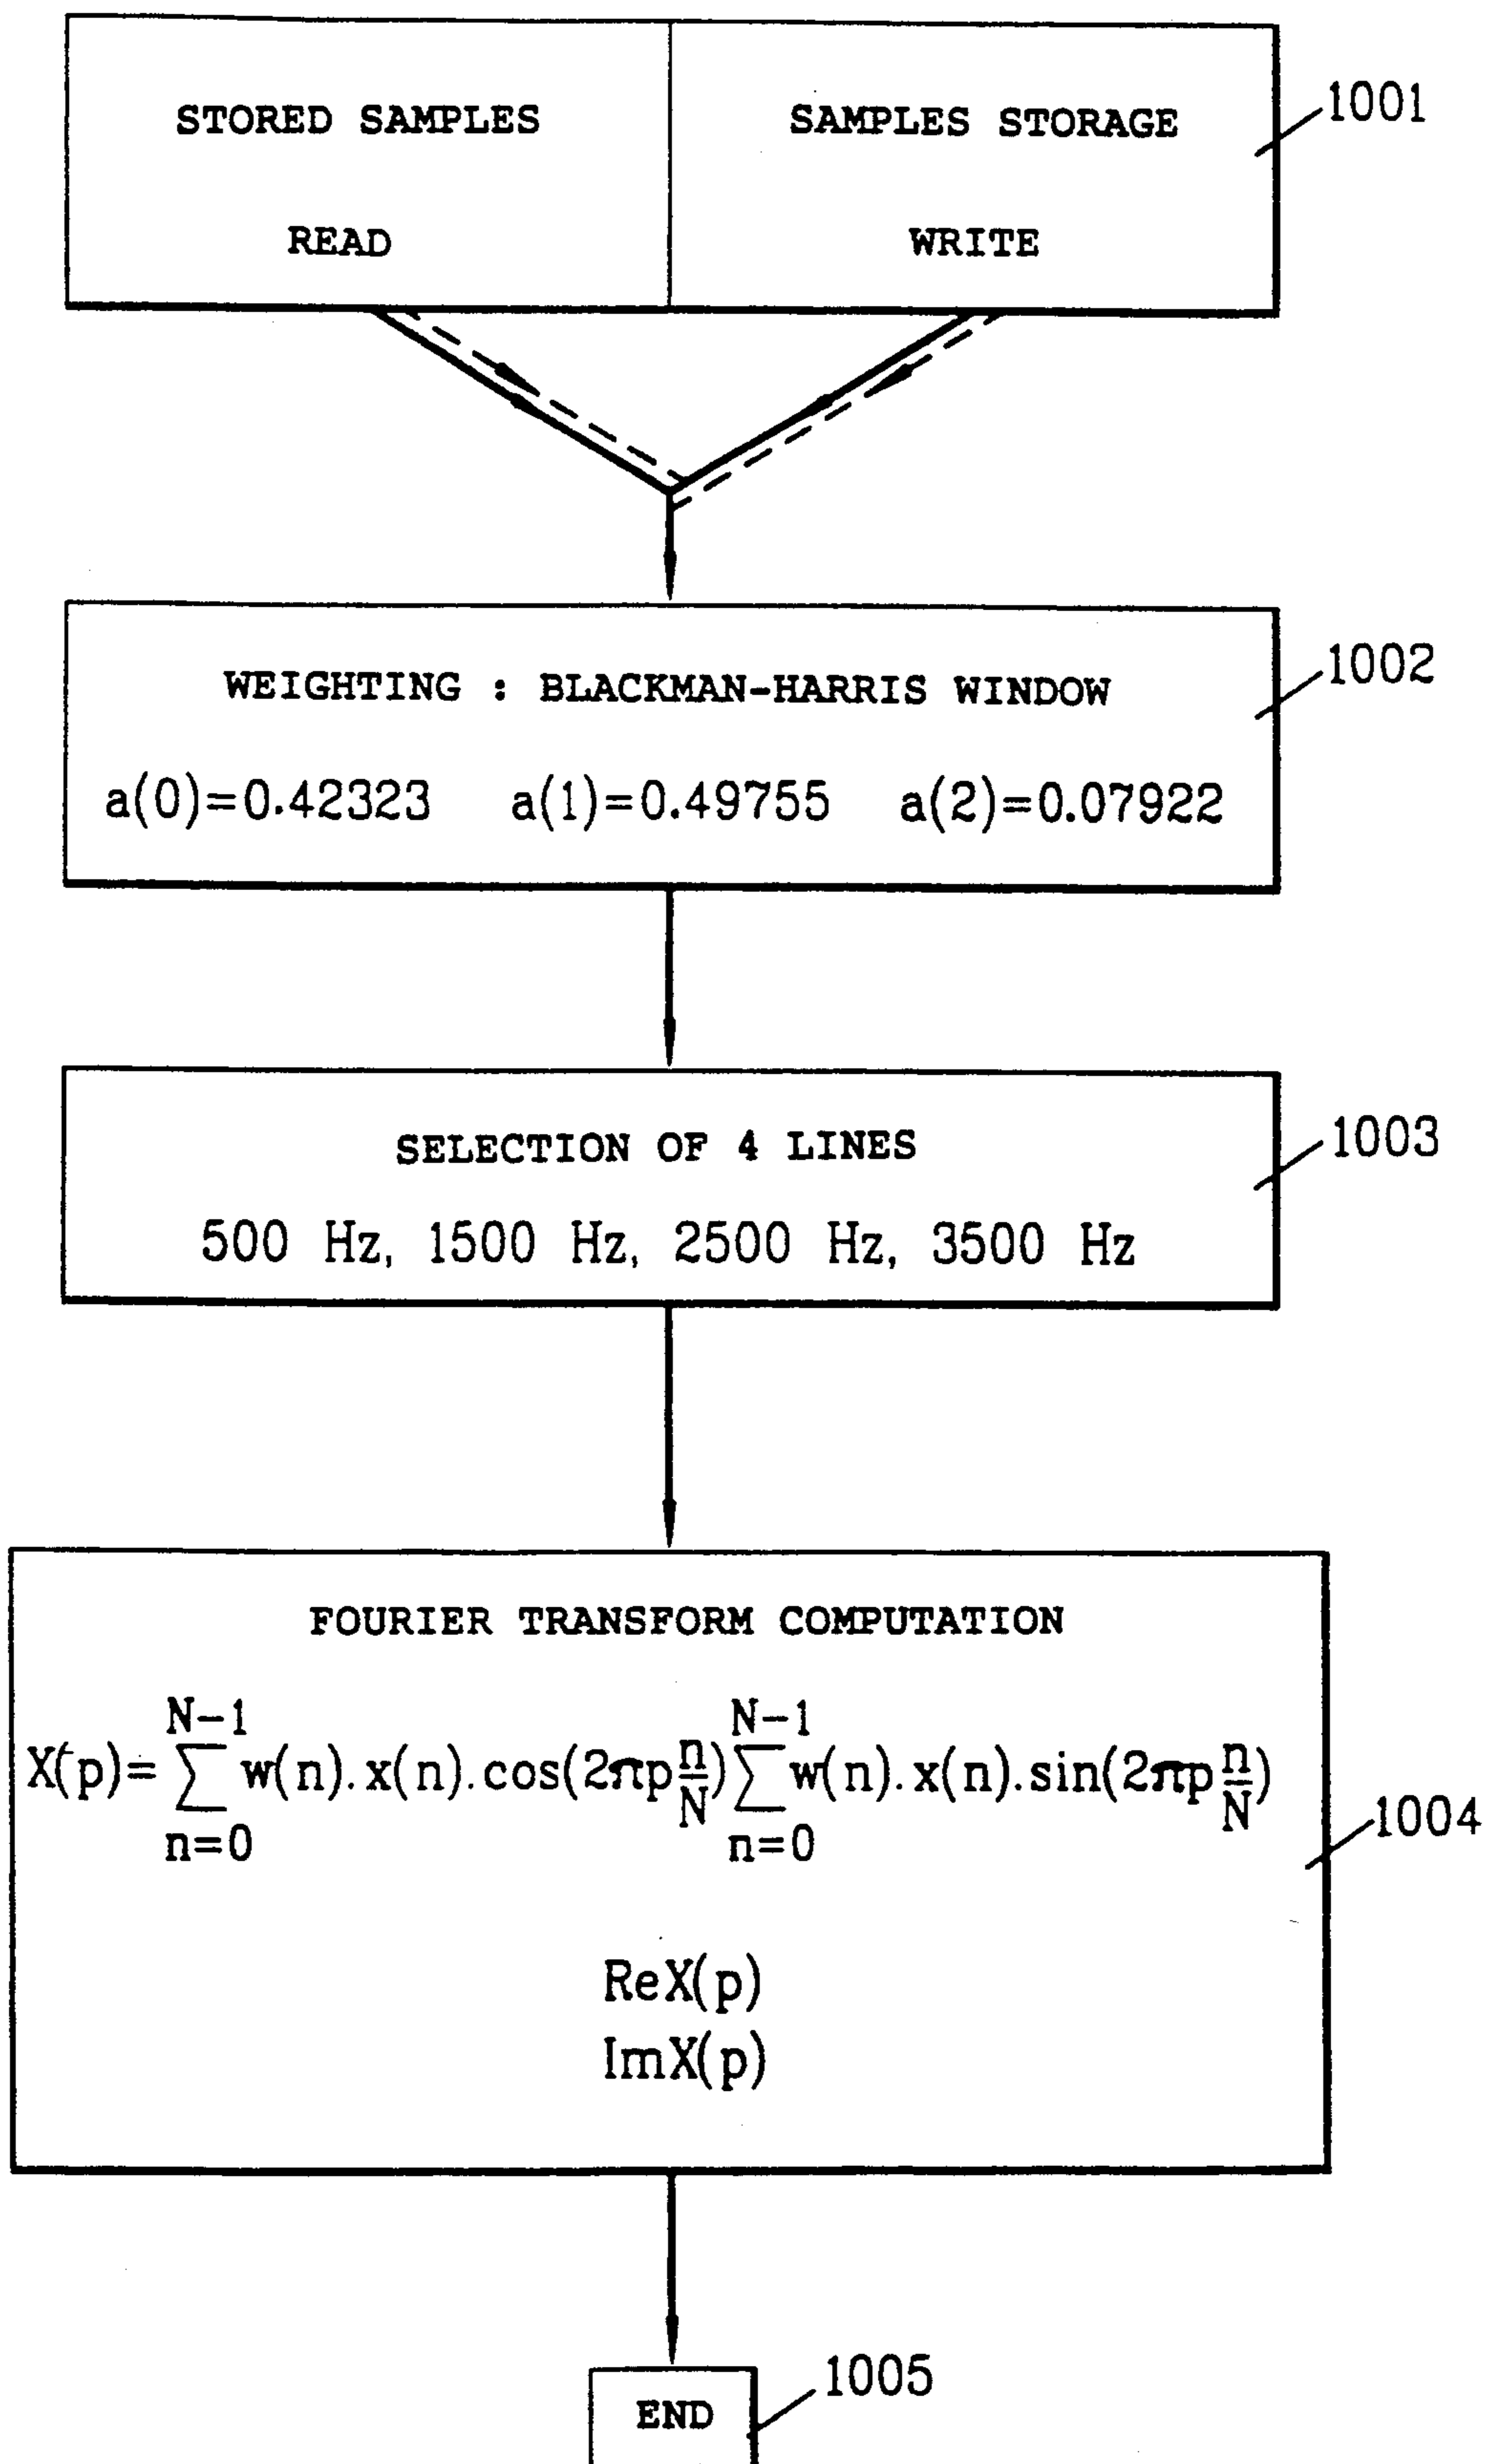 STORED SAMPLES
READ
SAMPLES STORAGE
WRITE
1001
WEIGHTING : BLACKMAN-HARRIS WINDOW
a(0)=0.42323 a(1)=0.49755 a(2)=0.07922
1002
SELECTION OF 4 LINES
500 Hz, 1500 Hz, 2500 Hz, 3500 Hz
1003
FOURIER TRANSFORM COMPUTATION
N-1 N-1
X(p)= ∑ w(n).x(n).cos(2πp n/N) ∑ w(n).x(n).sin(2πp n/N)
n=0 n=0
1004
ReX(p)
ImX(p)
1005
END